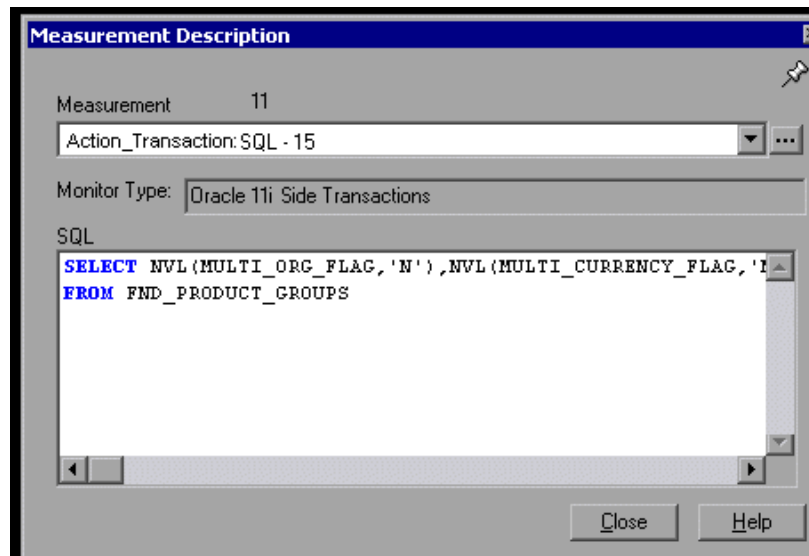 Measurement Description
Measurement 11
Action_Transaction: SQL - 15
...
Monitor Type: Oracle 11i Side Transactions
SQL
SELECT NVL(MULTI_ORG_FLAG,'N'),NVL(MULTI_CURRENCY_FLAG,'
FROM FND_PRODUCT_GROUPS
Close Help